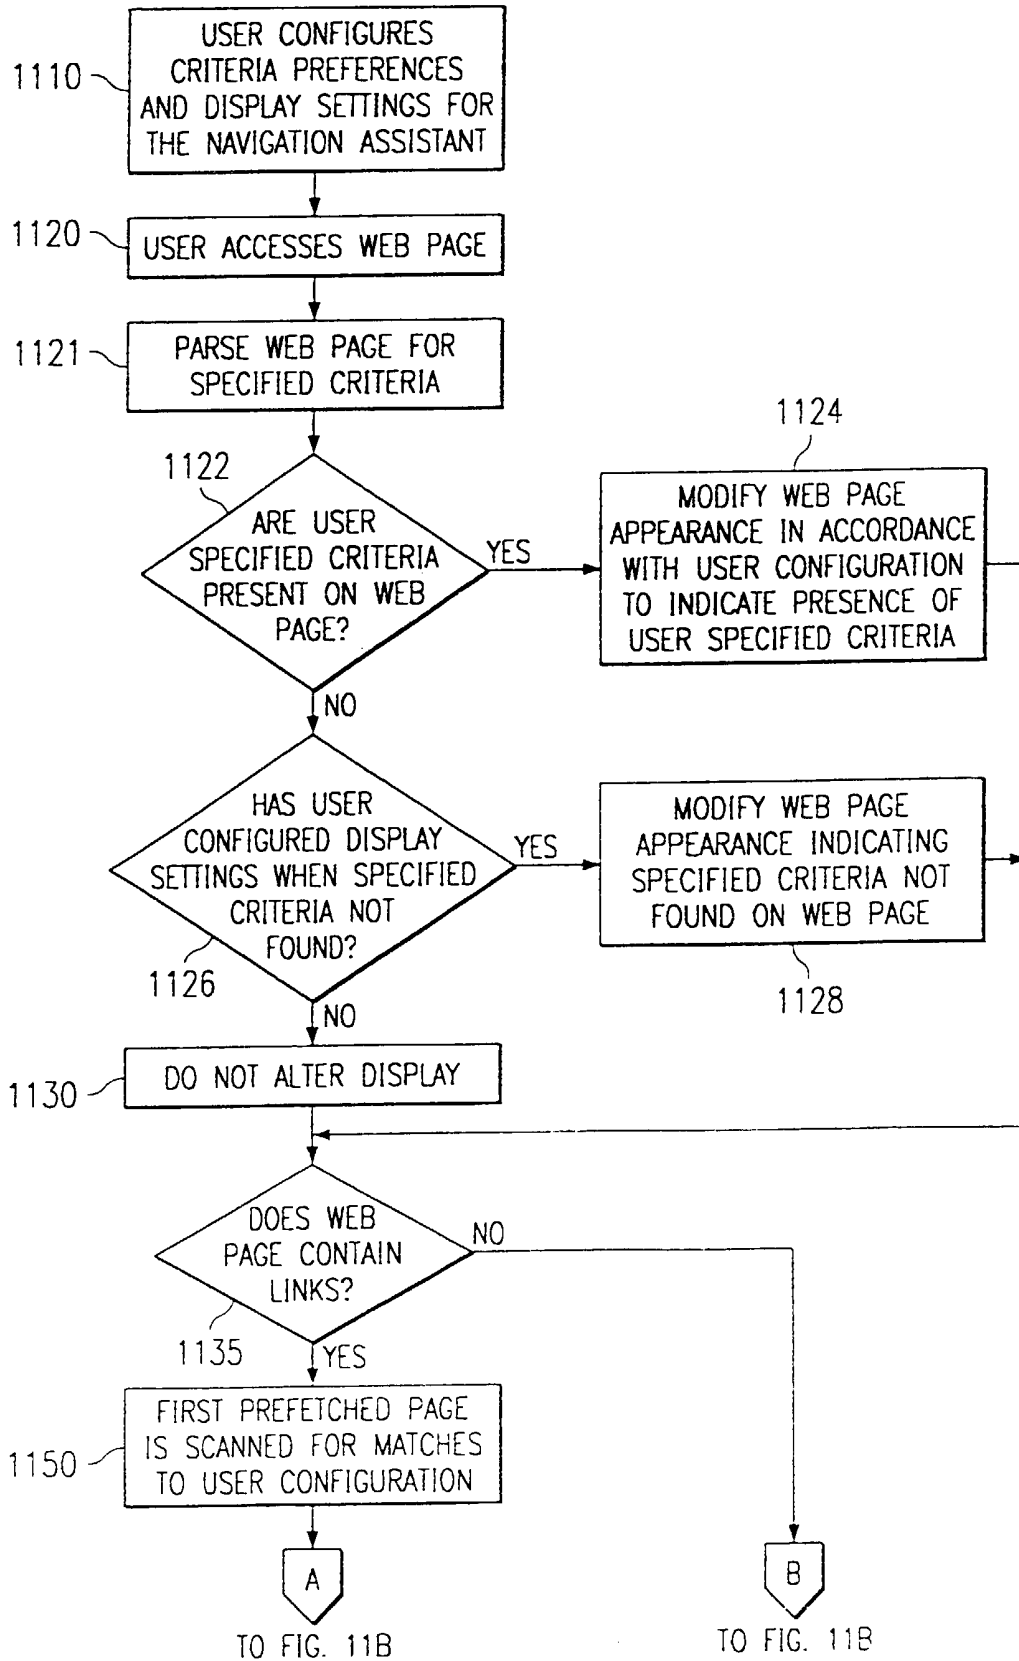 1110
USER CONFIGURES
CRITERIA PREFERENCES
AND DISPLAY SETTINGS FOR
THE NAVIGATION ASSISTANT
1120
USER ACCESSES WEB PAGE
1121
PARSE WEB PAGE FOR
SPECIFIED CRITERIA
1122
ARE USER
SPECIFIED CRITERIA
PRESENT ON WEB
PAGE?
YES
1124
MODIFY WEB PAGE
APPEARANCE IN ACCORDANCE
WITH USER CONFIGURATION
TO INDICATE PRESENCE OF
USER SPECIFIED CRITERIA
NO
HAS USER
CONFIGURED DISPLAY
SETTINGS WHEN SPECIFIED
CRITERIA NOT
FOUND?
1126
YES
MODIFY WEB PAGE
APPEARANCE INDICATING
SPECIFIED CRITERIA NOT
FOUND ON WEB PAGE
1128
NO
1130
DO NOT ALTER DISPLAY
DOES WEB
PAGE CONTAIN
LINKS?
1135
NO
YES
1150
FIRST PREFETCHED PAGE
IS SCANNED FOR MATCHES
TO USER CONFIGURATION
A
TO FIG. 11B
B
TO FIG. 11B